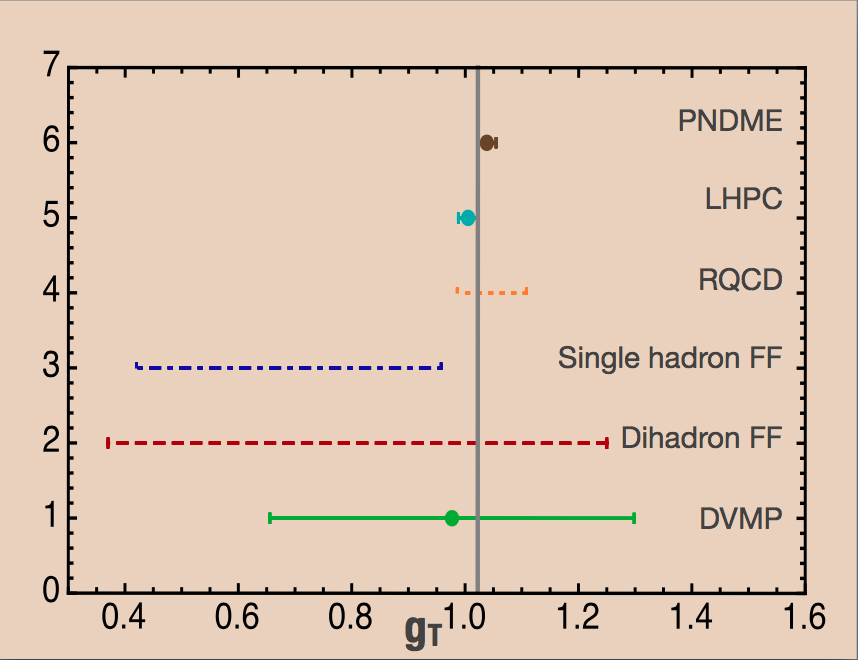 7
6
5
4
3
2
1
0
PNDME
LHPC
RQCD
Single hadron FF
Dihadron FF
DVMP
0.4 0.6 0.8 1.0 1.2 1.4 1.6
gT